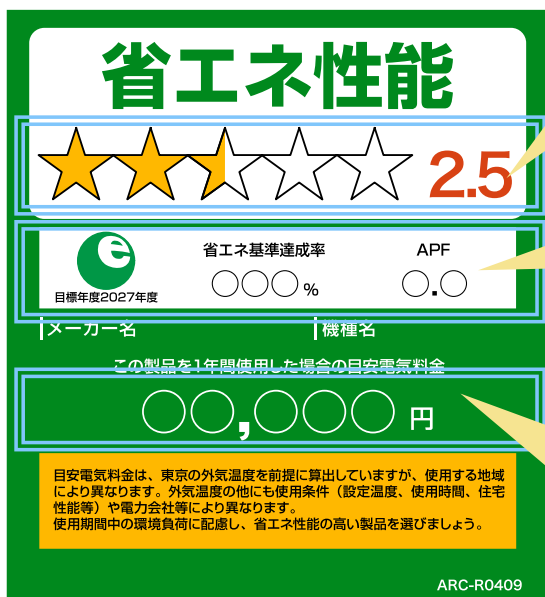 省エネ性能
2.5
e
省エネ基準達成率 APF
目標年度2027年度 ○○○% ○.○
メーカー名 機種名
この製品を1年間使用した場合の目安電気料金
○○,○○○円
目安電気料金は、東京の外気温度を前提に算出していますが、使用する地域
により異なります。外気温度の他にも使用条件（設定温度、使用時間、住宅
性能等）や電力会社等により異なります。
使用期間中の環境負荷に配慮し、省エネ性能の高い製品を選びましょう。
ARC-R0409